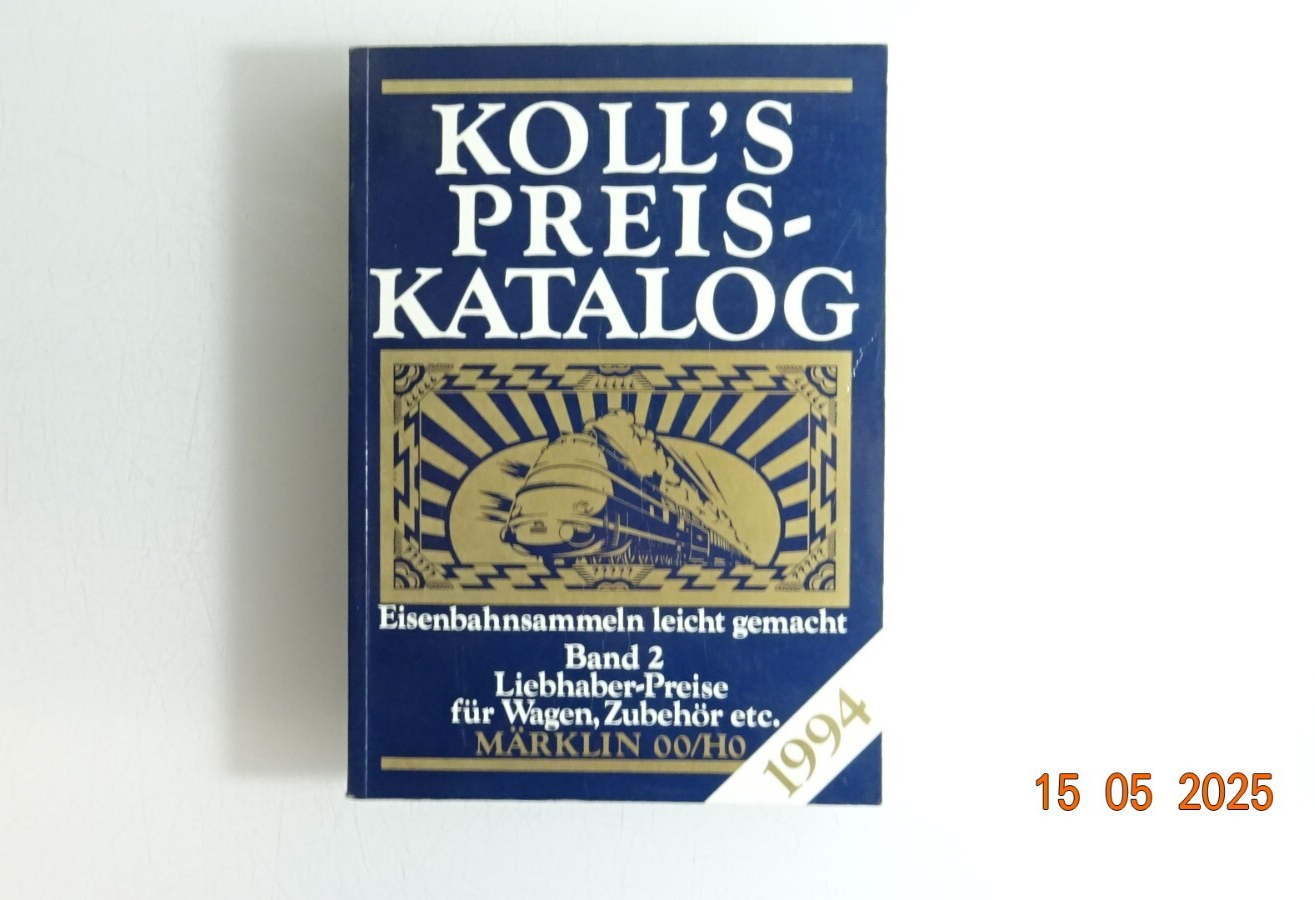 KOLL'S
PREIS-
KATALOG
Eisenbahnsammeln leicht gemacht
Band 2
Liebhaber-Preise
für Wagen, Zubehör etc.
MÄRKLIN 00/H0
1994
15 05 2025